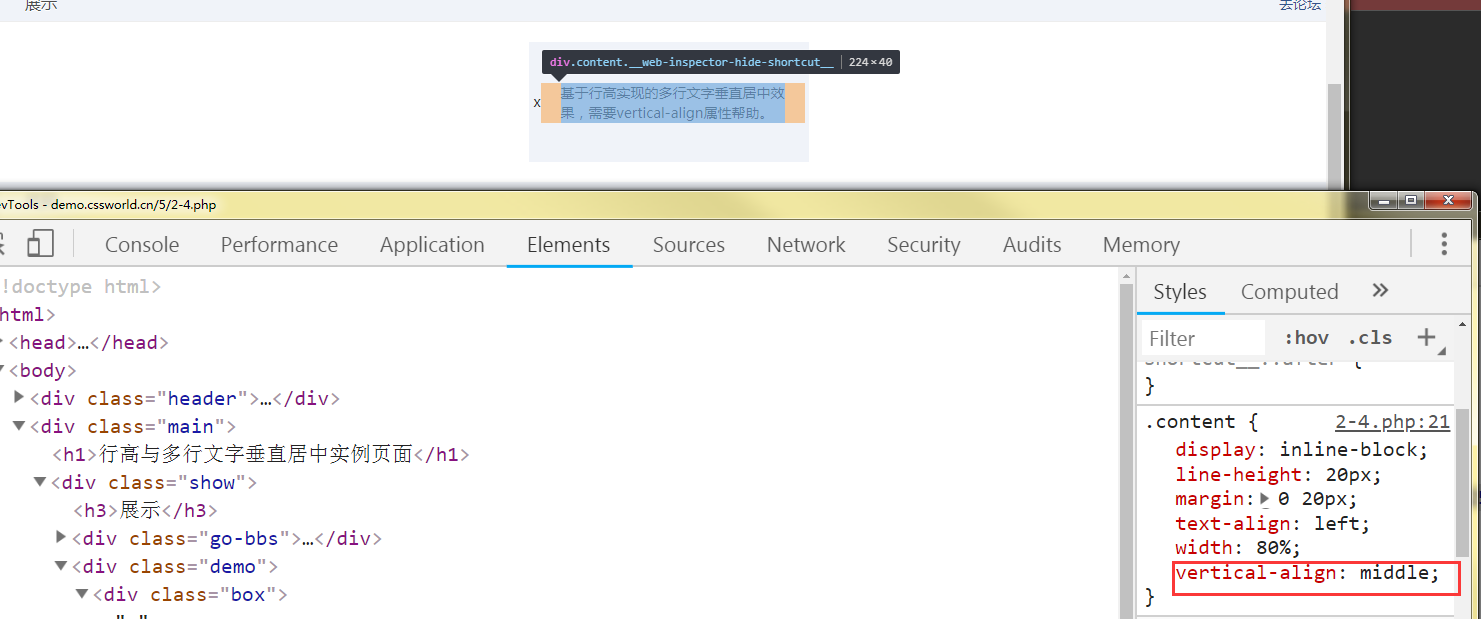 展示
去论坛
div.content.__web-inspector-hide-shortcut__ 224×40
x
基于行高实现的多行文字垂直居中效
果，需要vertical-align属性帮助。
vTools - demo.cssworld.cn/5/2-4.php
Console Performance Application Elements Sources Network Security Audits Memory
!doctype html>
html>
<head>…</head>
<body>
<div class="header">…</div>
<div class="main">
<h1>行高与多行文字垂直居中实例页面</h1>
<div class="show">
<h3>展示</h3>
<div class="go-bbs">…</div>
<div class="demo">
<div class="box">
Styles Computed »
Filter :hov .cls +
shortcut__::after {
}
.content { 2-4.php:21
display: inline-block;
line-height: 20px;
margin: 0 20px;
text-align: left;
width: 80%;
vertical-align: middle;
}